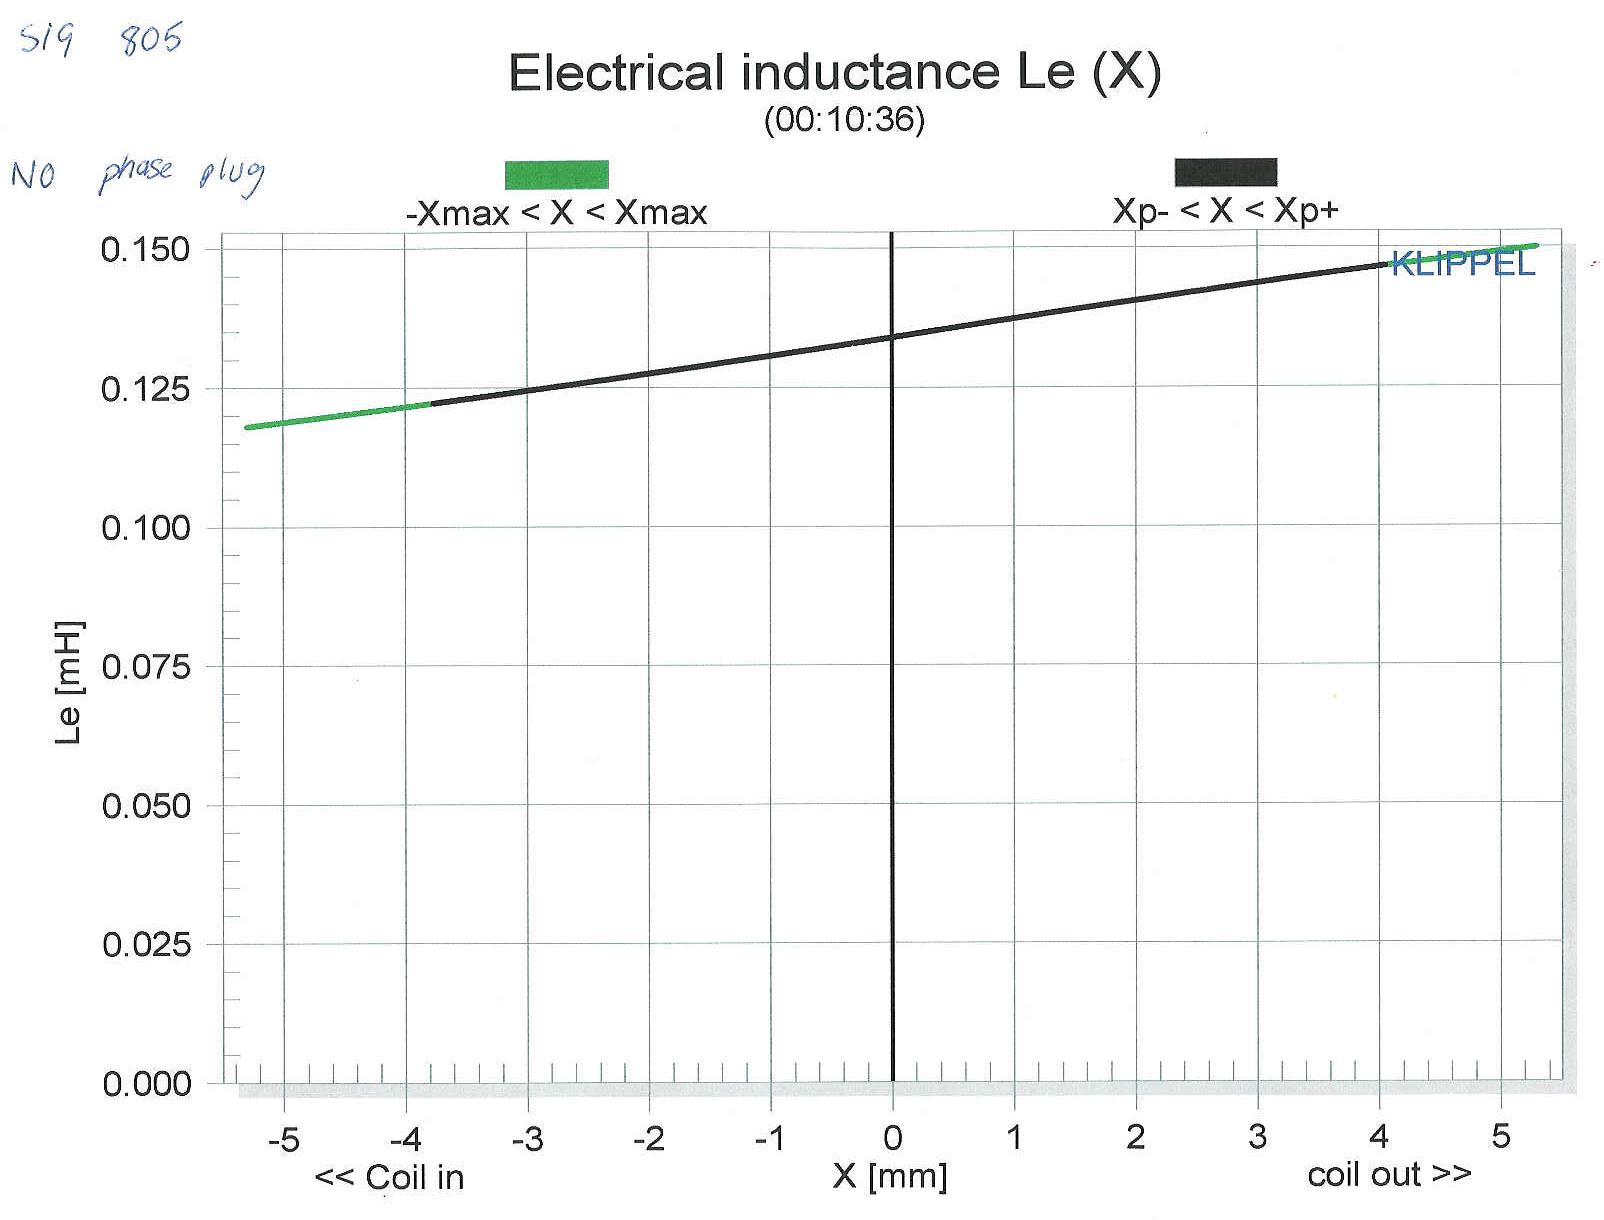 Sig 805
Electrical inductance Le (X)
(00:10:36)
No phase plug
-Xmax < X < Xmax
Xp- < X < Xp+
KLIPPEL
0.150
0.125
0.100
0.075
0.050
0.025
0.000
Le [mH]
-5 -4 -3 -2 -1 0 1 2 3 4 5
<< Coil in X [mm] coil out >>